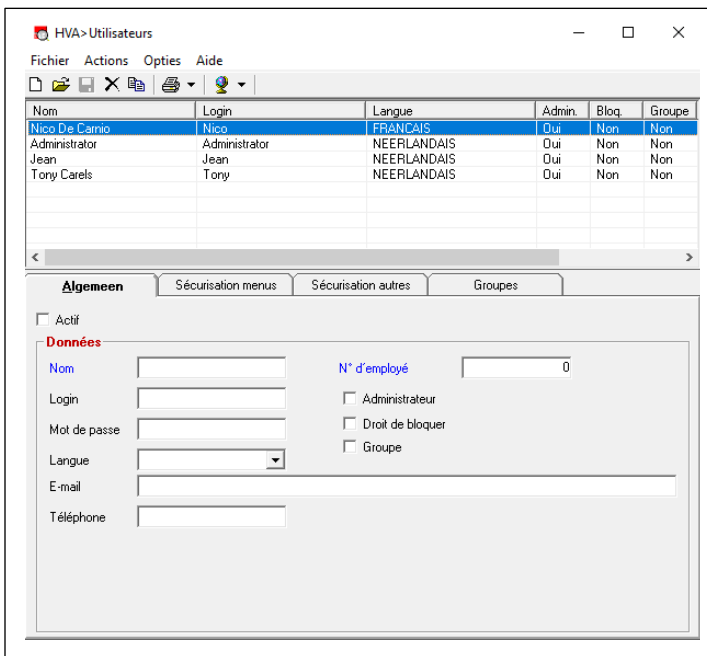 HVA>Utilisateurs
Fichier Actions Opties Aide
Nom Login Langue Admin. Bloq. Groupe
Nico De Carnio Nico FRANCAIS Oui Non Non
Administrator Administrator NEERLANDAIS Oui Non Non
Jean Jean NEERLANDAIS Oui Non Non
Tony Carels Tony NEERLANDAIS Oui Non Non
Algemeen Sécurisation menus Sécurisation autres Groupes
Actif
Données
Nom N° d'employé 0
Login Administrateur
Mot de passe Droit de bloquer
Langue Groupe
E-mail
Téléphone